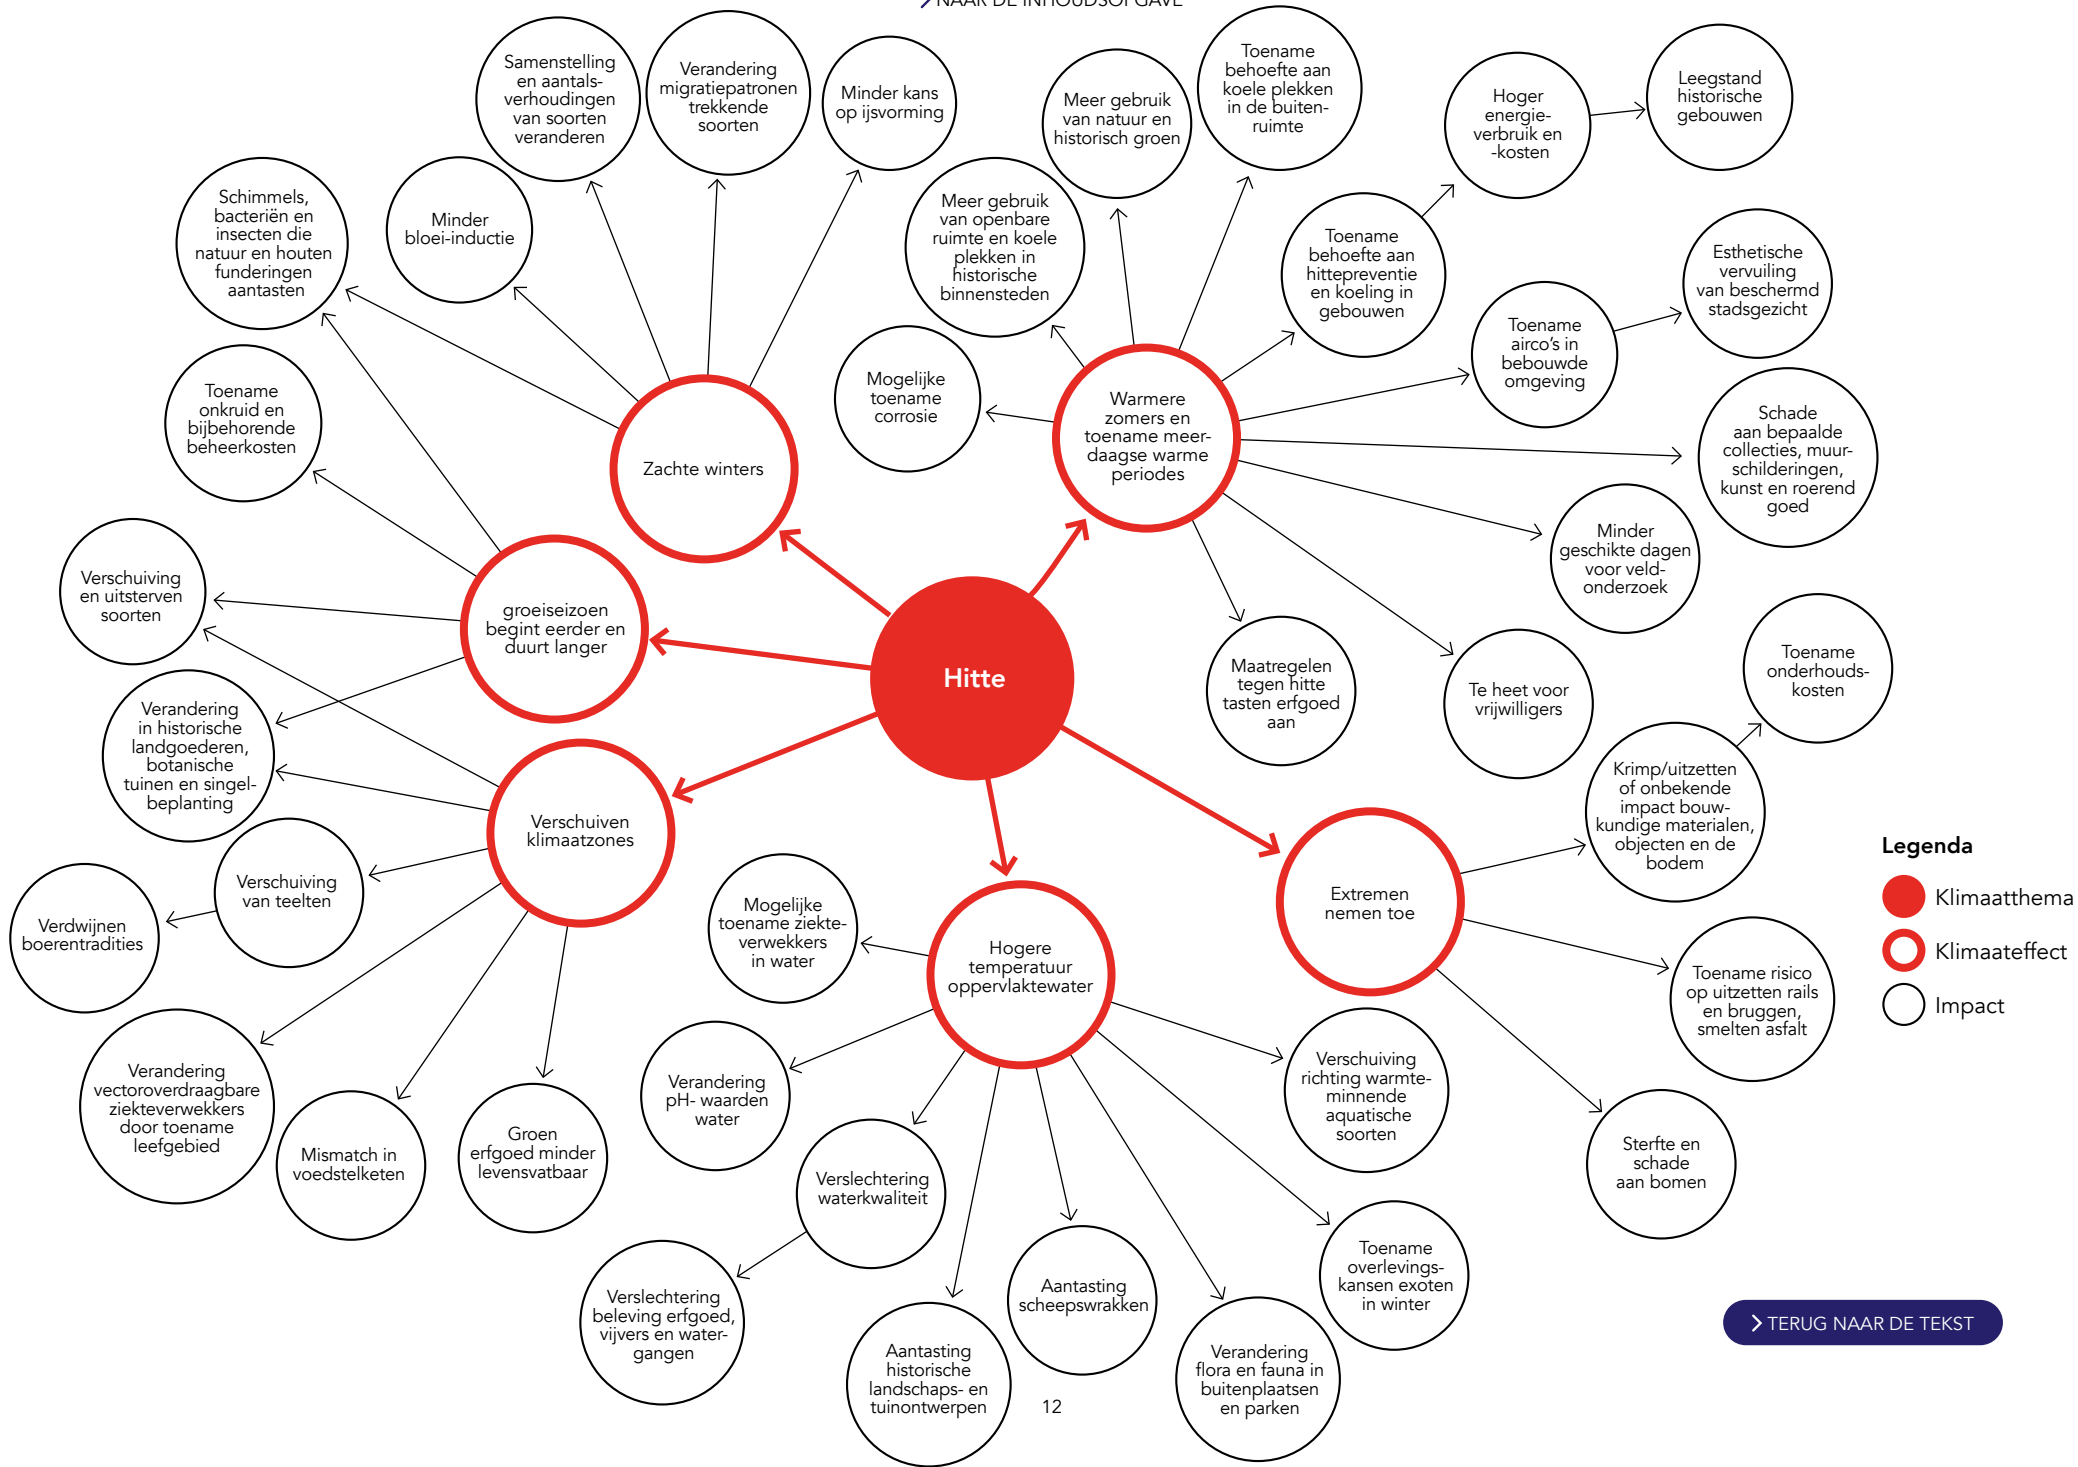 NAAR DE INHOUDSOPGAVE
Samenstelling
en aantals-
verhoudingen
van soorten
veranderen
Verandering
migratiepatronen
trekkende
soorten
Minder kans
op ijsvorming
Meer gebruik
van natuur en
historisch groen
Toename
behoefte aan
koele plekken
in de buiten-
ruimte
Hoger
energie-
verbruik en
-kosten
Leegstand
historische
gebouwen
Schimmels,
bacteriën en
insecten die
natuur en houten
funderingen
aantasten
Minder
bloei-inductie
Meer gebruik
van openbare
ruimte en koele
plekken in
historische
binnensteden
Toename
behoefte aan
hittepreventie
en koeling in
gebouwen
Esthetische
vervuiling
van beschermd
stadsgezicht
Toename
airco's in
bebouwde
omgeving
Toename
onkruid en
bijbehorende
beheerkosten
Mogelijke
toename
corrosie
Warmere
zomers en
toename meer-
daagse warme
periodes
Schade
aan bepaalde
collecties, muur-
schilderingen,
kunst en roerend
goed
Zachte winters
Minder
geschikte dagen
voor veld-
onderzoek
Verschuiving
en uitsterven
soorten
groeiseizoen
begint eerder en
duurt langer
Hitte
Maatregelen
tegen hitte
tasten erfgoed
aan
Te heet voor
vrijwilligers
Toename
onderhouds-
kosten
Verandering
in historische
landgoederen,
botanische
tuinen en singel-
beplanting
Krimp/uitzetten
of onbekende
impact bouw-
kundige materialen,
objecten en de
bodem
Verschuiven
klimaatzones
Verschuiving
van teelten
Verdwijnen
boerentradities
Mogelijke
toename ziekte-
verwekkers
in water
Hogere
temperatuur
oppervlaktewater
Extremen
nemen toe
Legenda
Klimaatthema
Klimaateffect
Impact
Toename risico
op uitzetten rails
en bruggen,
smelten asfalt
Verandering
vectoroverdraagbare
ziekteverwekkers
door toename
leefgebied
Mismatch in
voedstelketen
Groen
erfgoed minder
levensvatbaar
Verandering
pH- waarden
water
Verschuiving
richting warmte-
minnende
aquatische
soorten
Sterfte en
schade
aan bomen
Verslechtering
waterkwaliteit
Verslechtering
beleving erfgoed,
vijvers en water-
gangen
Aantasting
scheepswrakken
Toename
overlevings-
kansen exoten
in winter
Aantasting
historische
landschaps- en
tuinontwerpen
Verandering
flora en fauna in
buitenplaatsen
en parken
TERUG NAAR DE TEKST
12